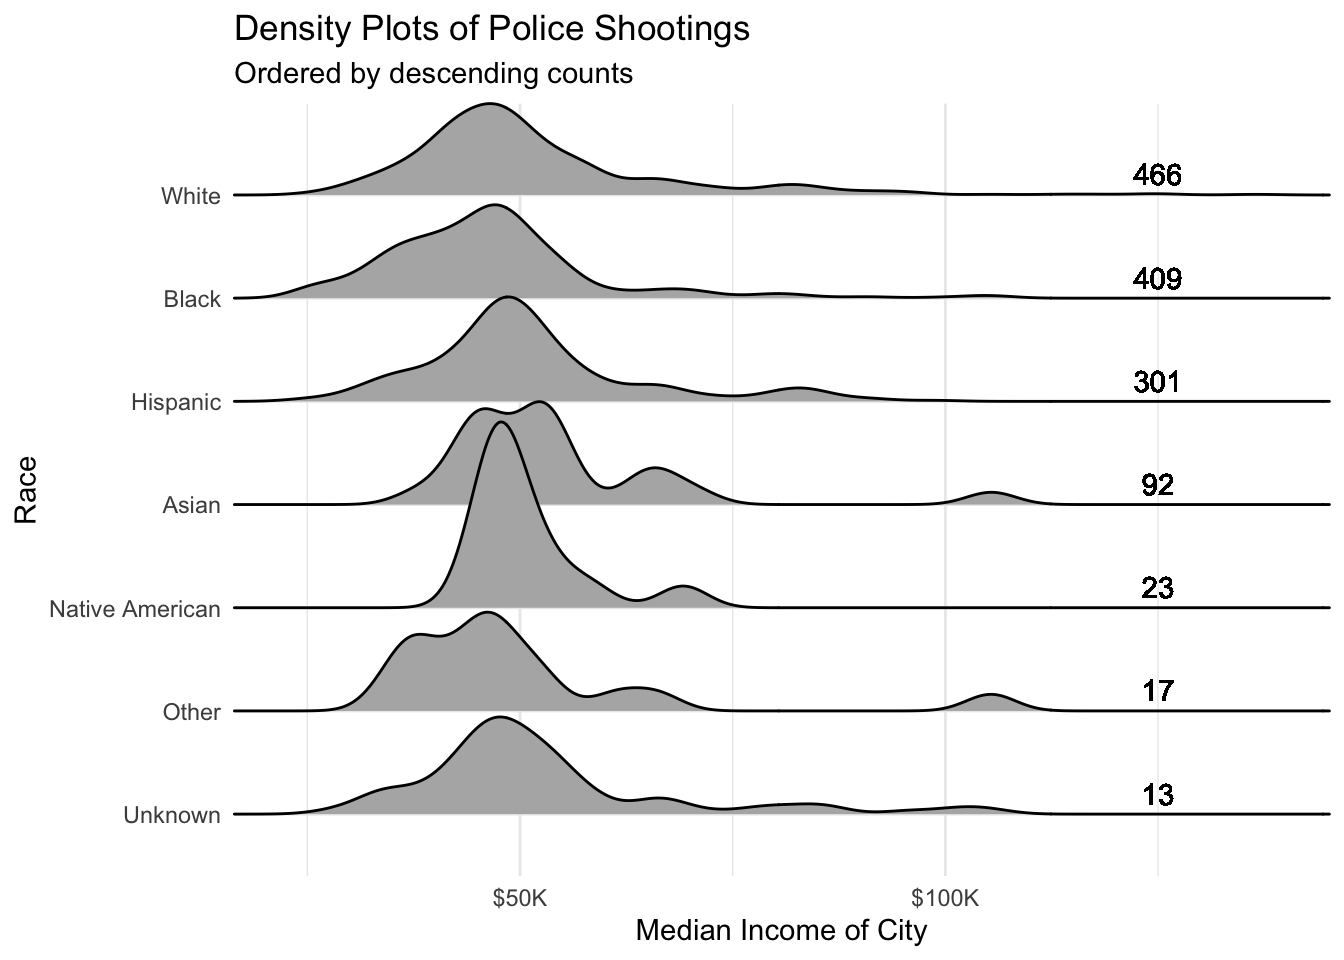 Density Plots of Police Shootings
Ordered by descending counts
White 466
Black 409
Hispanic 301
Asian 92
Native American 23
Other 17
Unknown 13
Race
$50K $100K
Median Income of City